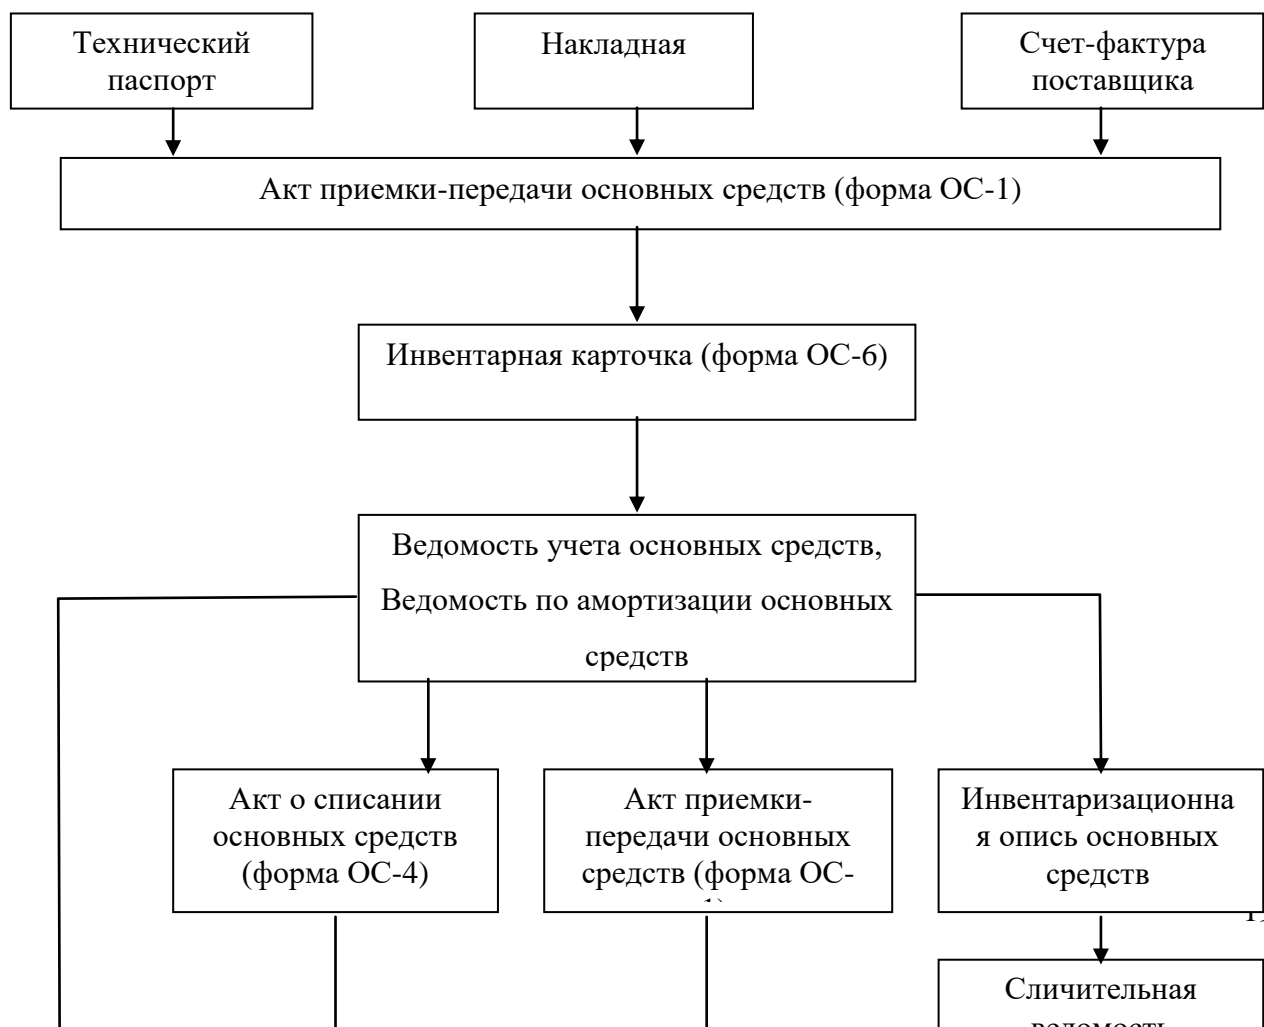 Технический
паспорт
Накладная
Счет-фактура
поставщика
Акт приемки-передачи основных средств (форма ОС-1)
Инвентарная карточка (форма ОС-6)
Ведомость учета основных средств,
Ведомость по амортизации основных
средств
Акт о списании
основных средств
(форма ОС-4)
Акт приемки-
передачи основных
средств (форма ОС-
Инвентаризационна
я опись основных
средств
Сличительная
ведомость